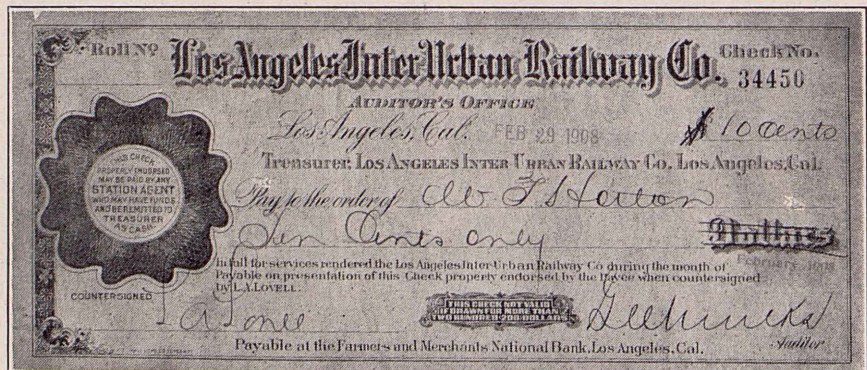 Roll No Los Angeles Inter Urban Railway Co. Check No.
34450
AUDITOR'S OFFICE
Los Angeles, Cal. FEB 29 1908 $ 10 cents
Treasurer, LOS ANGELES INTER URBAN RAILWAY CO. Los Angeles, Cal.
THIS CHECK
PROPERLY ENDORSED
MAY BE PAID BY ANY
STATION AGENT
WHO MAY HAVE FUNDS
AND BE REMITTED TO
TREASURER
AS CASH.
Pay to the order of W
Ten Cents only Dollars
In full for services rendered the Los Angeles Inter-Urban Railway Co during the month of February,
Payable on presentation of this Check properly endorsed by the Payee when countersigned
by L.A.LOVELL.
COUNTERSIGNED
THIS CHECK NOT VALID
IF DRAWN FOR MORE THAN
TWO HUNDRED 200 DOLLARS
Auditor
Payable at the Farmers and Merchants National Bank, Los Angeles, Cal.